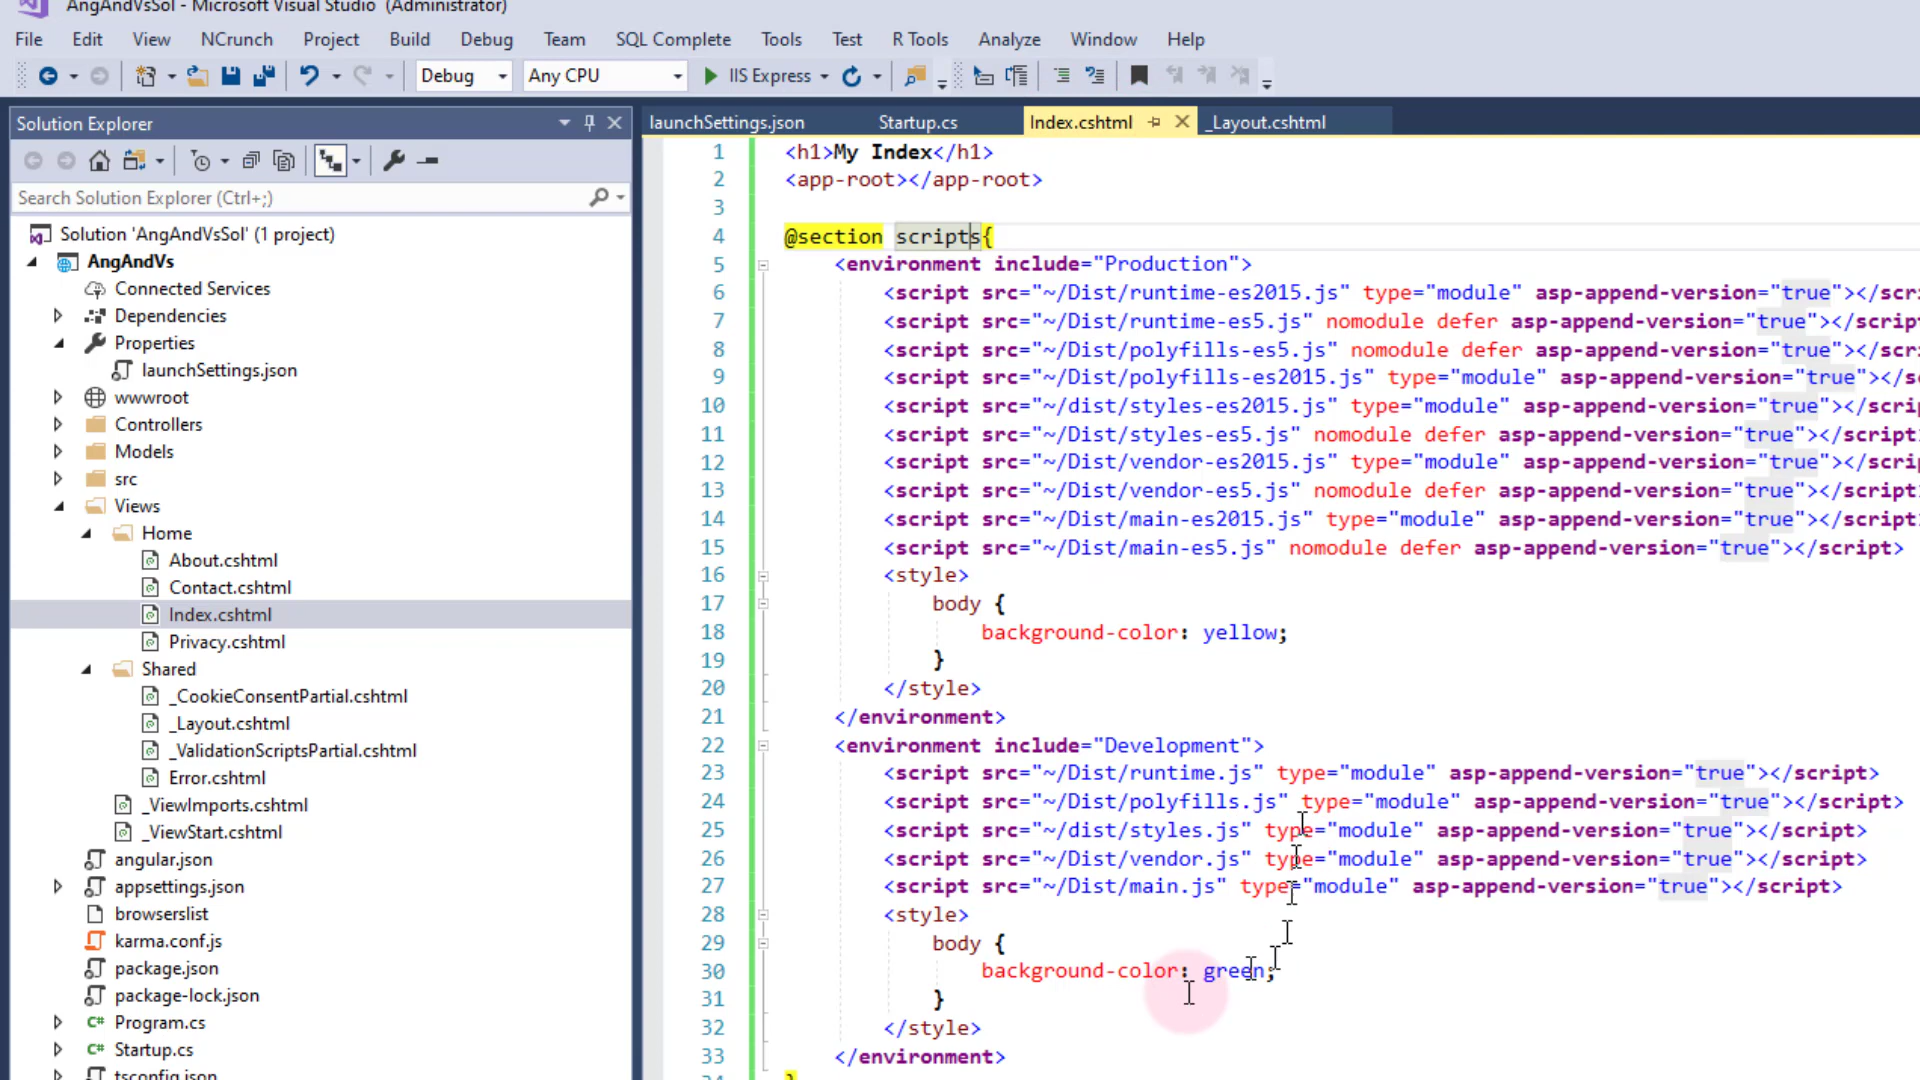 AngAndVsSol - Microsoft Visual Studio (Administrator)
File Edit View NCrunch Project Build Debug Team SQL Complete Tools Test R Tools Analyze Window Help
Debug Any CPU IIS Express
Solution Explorer
launchSettings.json Startup.cs Index.cshtml _Layout.cshtml
Search Solution Explorer (Ctrl+;)
Solution 'AngAndVsSol' (1 project)
AngAndVs
Connected Services
Dependencies
Properties
launchSettings.json
wwwroot
Controllers
Models
src
Views
Home
About.cshtml
Contact.cshtml
Index.cshtml
Privacy.cshtml
Shared
_CookieConsentPartial.cshtml
_Layout.cshtml
_ValidationScriptsPartial.cshtml
Error.cshtml
_ViewImports.cshtml
_ViewStart.cshtml
angular.json
appsettings.json
browserslist
karma.conf.js
package.json
package-lock.json
Program.cs
Startup.cs
tsconfig.json
1 <h1>My Index</h1>
2 <app-root></app-root>
3
4 @section scripts{
5 <environment include="Production">
6 <script src="~/Dist/runtime-es2015.js" type="module" asp-append-version="true"></scri
7 <script src="~/Dist/runtime-es5.js" nomodule defer asp-append-version="true"></script
8 <script src="~/Dist/polyfills-es5.js" nomodule defer asp-append-version="true"></scri
9 <script src="~/Dist/polyfills-es2015.js" type="module" asp-append-version="true"></sc
10 <script src="~/dist/styles-es2015.js" type="module" asp-append-version="true"></scrip
11 <script src="~/Dist/styles-es5.js" nomodule defer asp-append-version="true"></script>
12 <script src="~/Dist/vendor-es2015.js" type="module" asp-append-version="true"></scrip
13 <script src="~/Dist/vendor-es5.js" nomodule defer asp-append-version="true"></script>
14 <script src="~/Dist/main-es2015.js" type="module" asp-append-version="true"></script>
15 <script src="~/Dist/main-es5.js" nomodule defer asp-append-version="true"></script>
16 <style>
17 body {
18 background-color: yellow;
19 }
20 </style>
21 </environment>
22 <environment include="Development">
23 <script src="~/Dist/runtime.js" type="module" asp-append-version="true"></script>
24 <script src="~/Dist/polyfills.js" type="module" asp-append-version="true"></script>
25 <script src="~/dist/styles.js" type="module" asp-append-version="true"></script>
26 <script src="~/Dist/vendor.js" type="module" asp-append-version="true"></script>
27 <script src="~/Dist/main.js" type="module" asp-append-version="true"></script>
28 <style>
29 body {
30 background-color: green;
31 }
32 </style>
33 </environment>
34 }